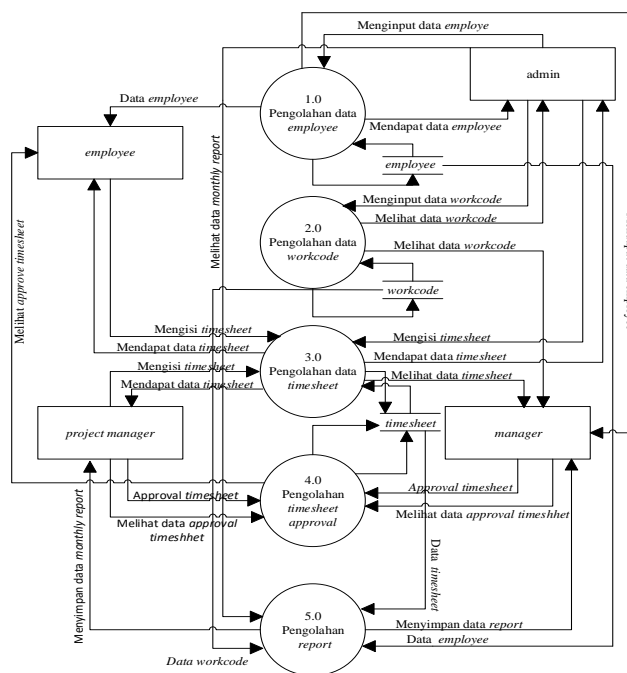 Menginput data employe
admin
1.0
Pengolahan data
employee
Data employee
Mendapat data employee
employee
employee
Melihat data monthly report
Menginput data workcode
Melihat data workcode
2.0
Pengolahan data
workcode
Melihat data workcode
workcode
Melihat approve timesheet
Mengisi timesheet
Mendapat data timesheet
3.0
Pengolahan data
timesheet
Mengisi timesheet
Mendapat data timesheet
Melihat data timesheet
Mengisi timesheet
Mendapat data timesheet
timesheet
project manager
manager
4.0
Pengolahan
timesheet
approval
Approval timesheet
Melihat data approval
timeshhet
Approval timesheet
Melihat data approval timeshhet
Menyimpan data monthly report
Data timesheet
5.0
Pengolahan
report
Menyimpan data report
Data employee
Data workcode